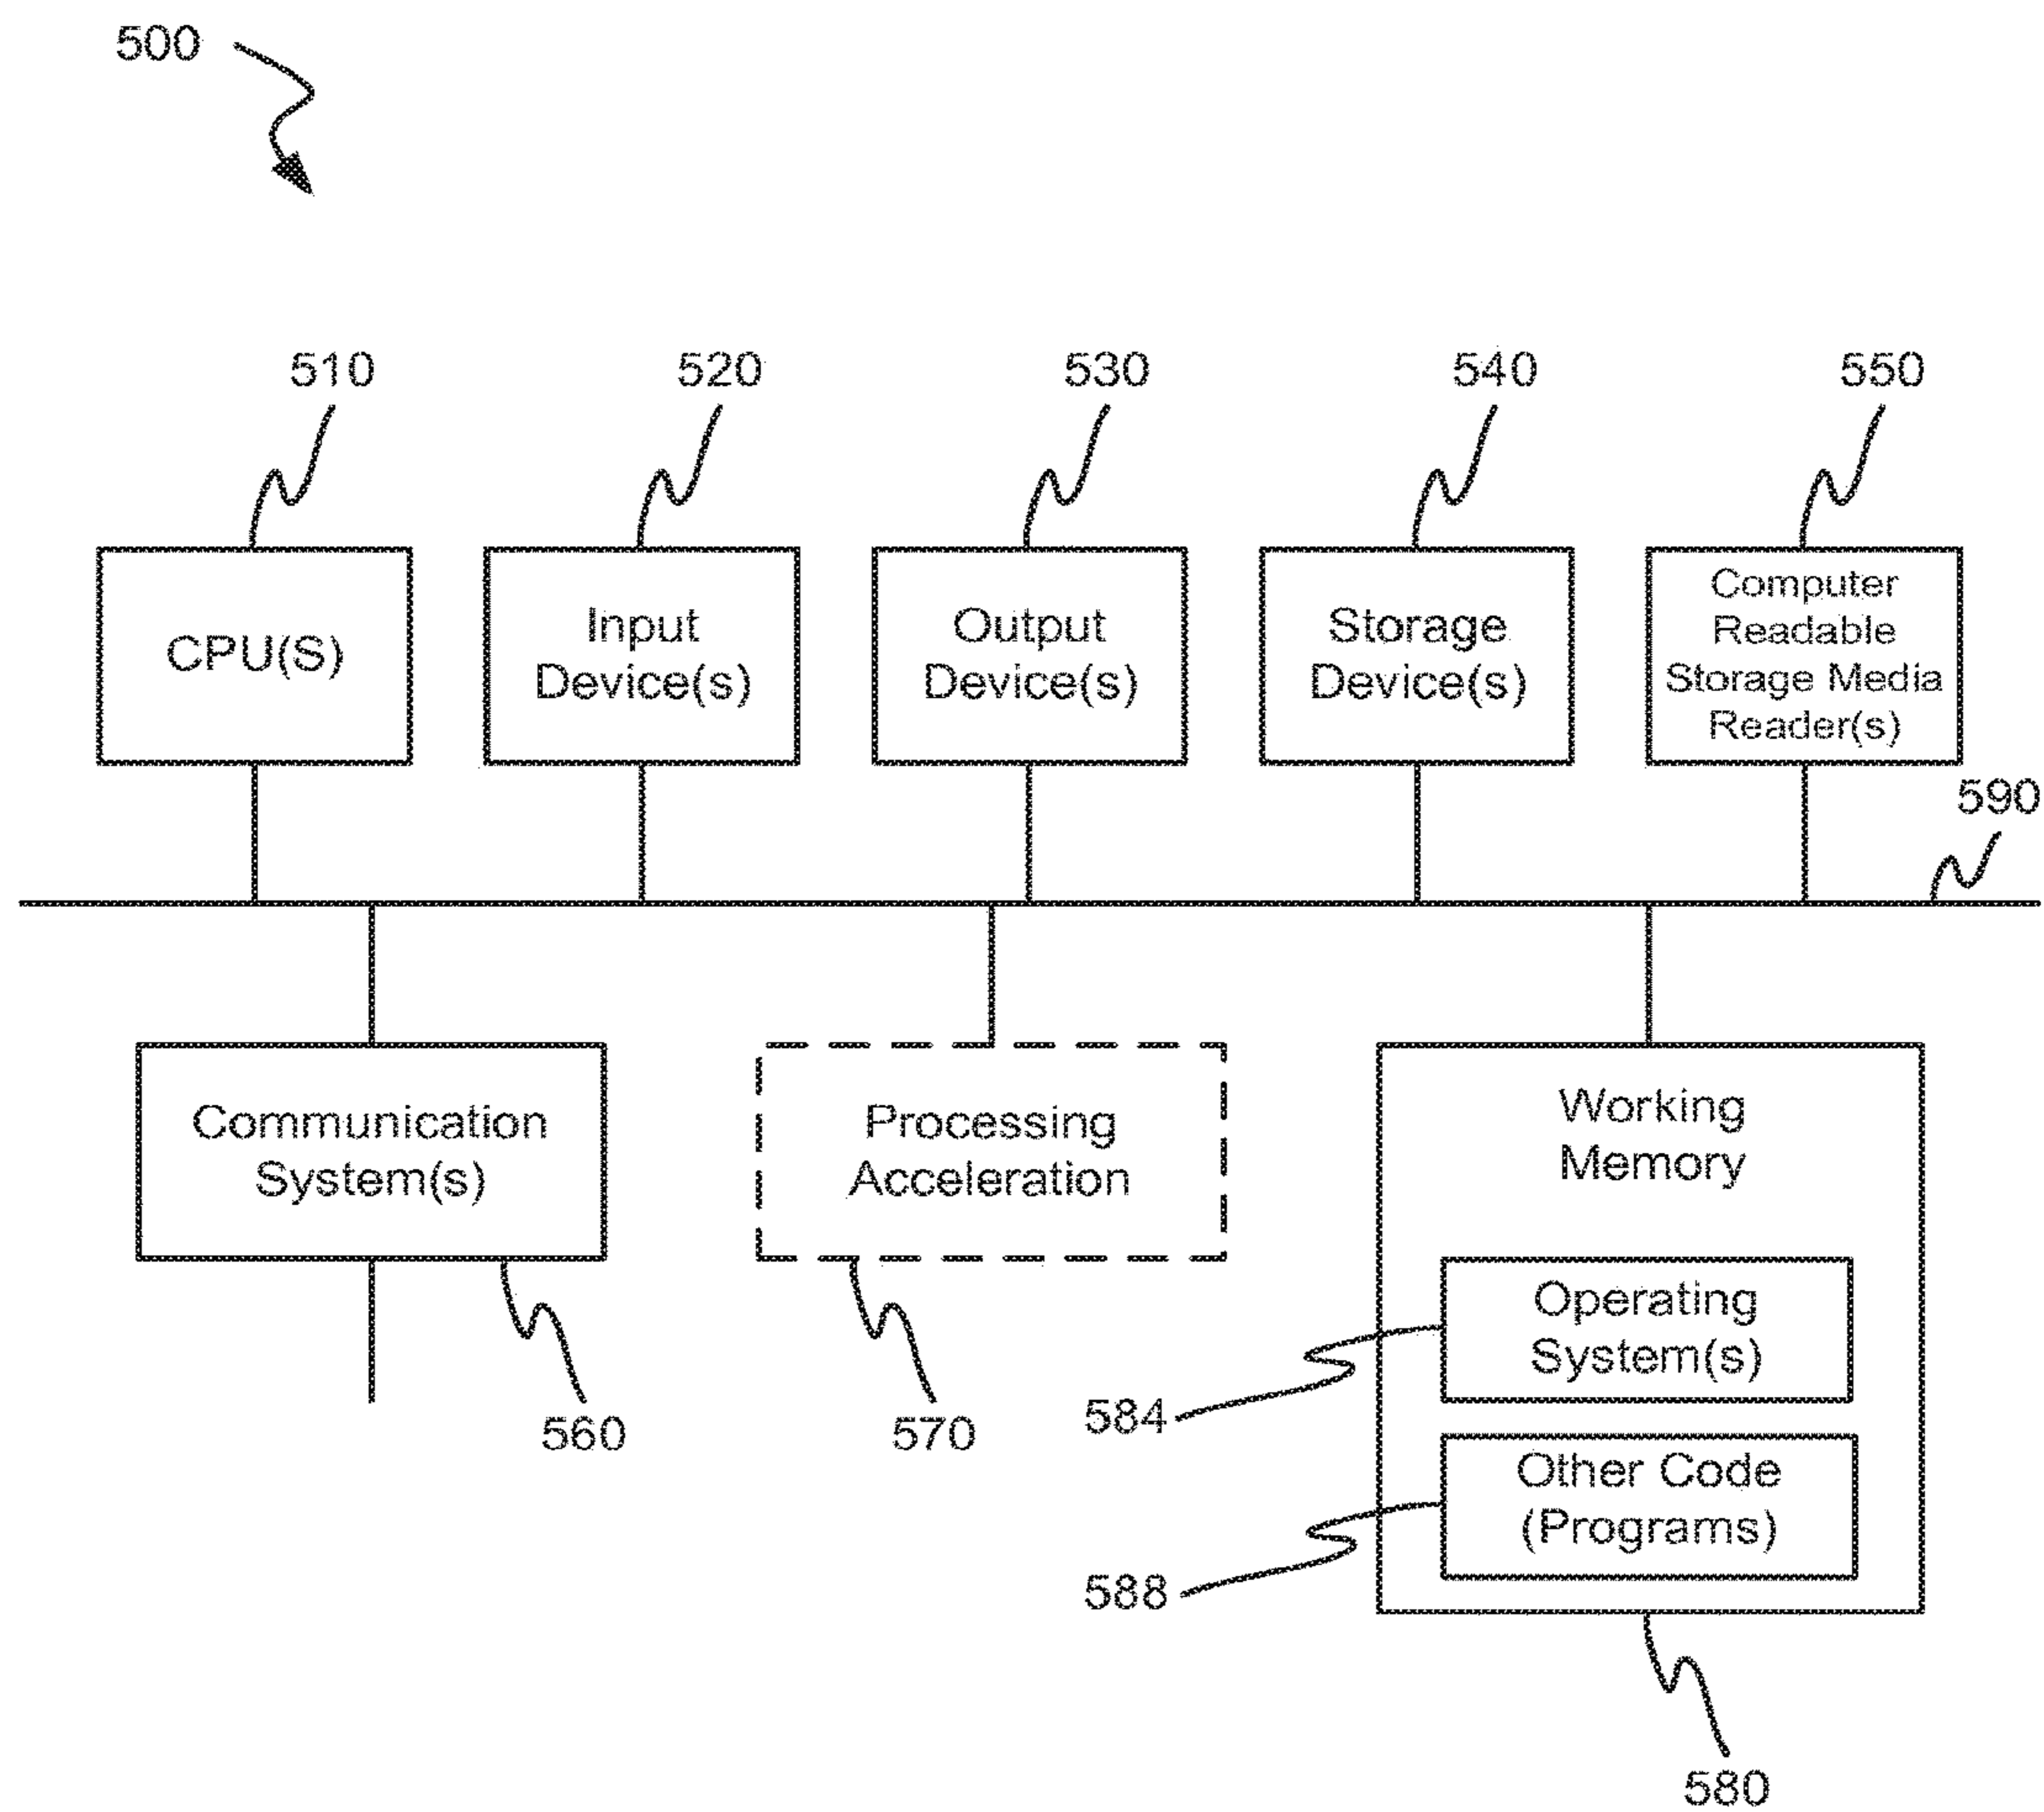 500
510
520
530
540
550
CPU(S)
Input
Device(s)
Output
Device(s)
Storage
Device(s)
Computer
Readable
Storage Media
Reader(s)
590
Communication
System(s)
Processing
Acceleration
Working
Memory
Operating
System(s)
584
Other Code
(Programs)
588
560
570
580